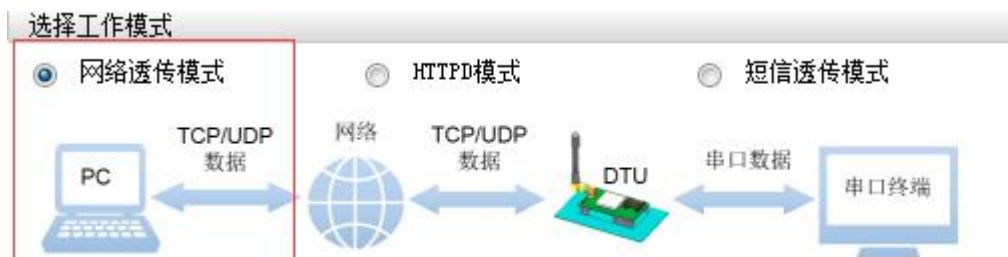 选择工作模式
网络透传模式 HTTPD模式 短信透传模式
TCP/UDP 网络 TCP/UDP
数据 数据 串口数据
PC DTU 串口终端